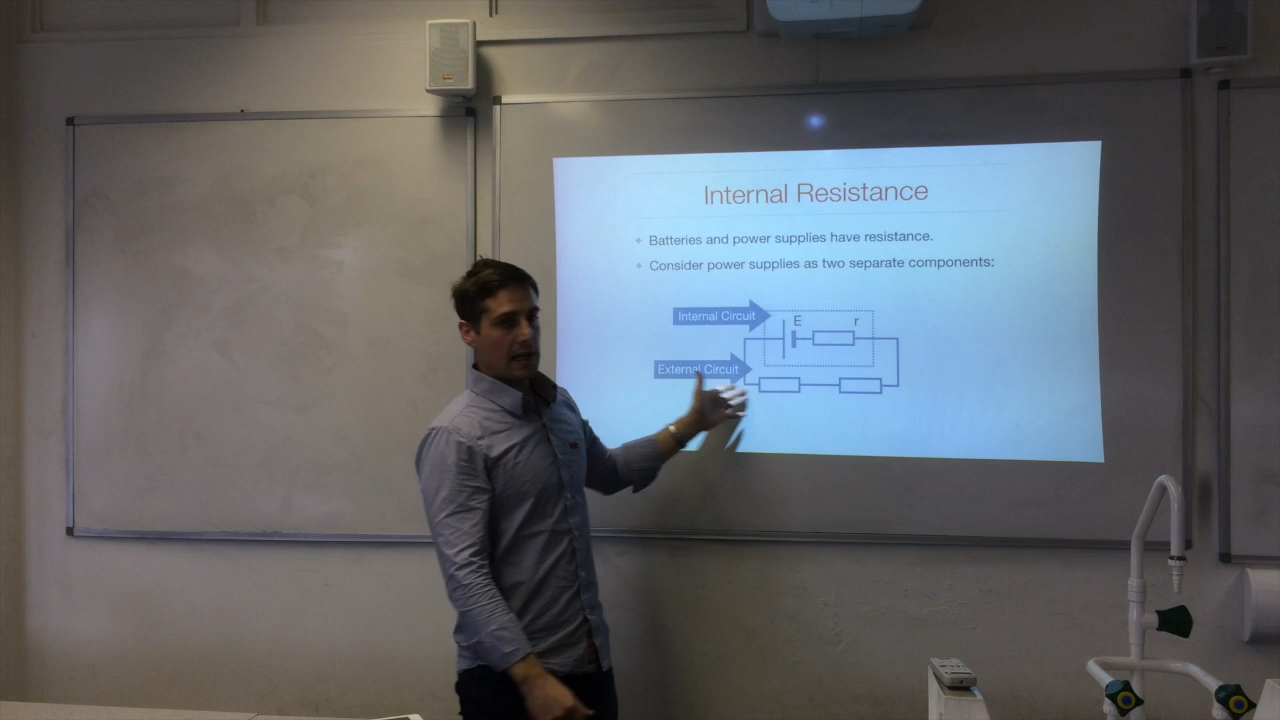 Internal Resistance
Batteries and power supplies have resistance.
Consider power supplies as two separate components:
Internal Circuit
E
r
External Circuit